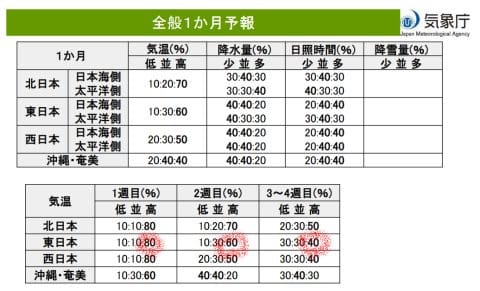 全般1か月予報
気象庁
Japan Meteorological Agency
1か月 気温(%) 降水量(%) 日照時間(%) 降雪量(%)
低 並 高 少 並 多 少 並 多 少 並 多
北日本 日本海側 10:20:70 30:40:30 30:40:30
太平洋側 30:30:40 40:30:30
東日本 日本海側 10:30:60 40:40:20 20:40:40
太平洋側 30:40:30 30:40:30
西日本 日本海側 20:30:50 40:40:20 20:40:40
太平洋側 40:40:20 20:40:40
沖縄・奄美 20:40:40 40:40:20 20:40:40
気温 1週目(%) 2週目(%) 3~4週目(%)
低 並 高 低 並 高 低 並 高
北日本 10:10:80 10:20:70 20:30:50
東日本 10:10:80 10:30:60 30:30:40
西日本 10:10:80 20:30:50 30:30:40
沖縄・奄美 10:30:60 40:40:20 30:40:30